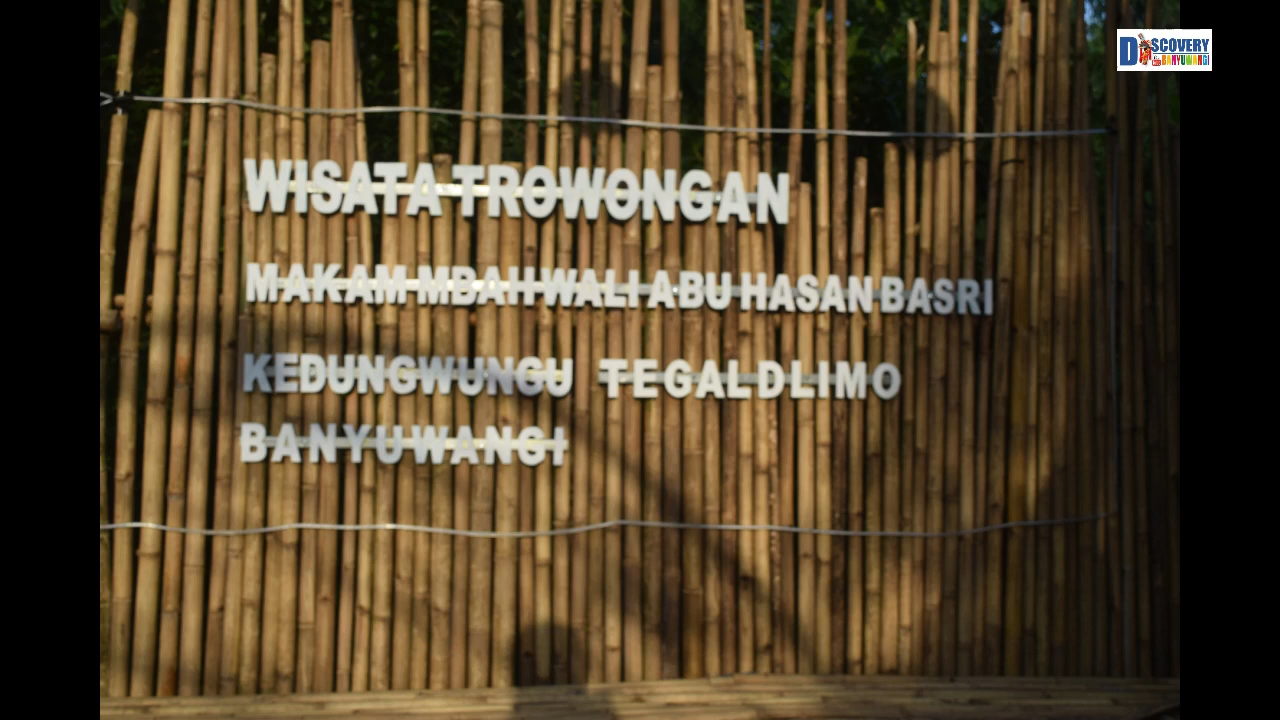 DISCOVERY
BANYUWANGI
WISATA TROWONGAN
MAKAM MBAH WALI ABU HASAN BASRI
KEDUNGWUNGU TEGALDLIMO
BANYUWANGI